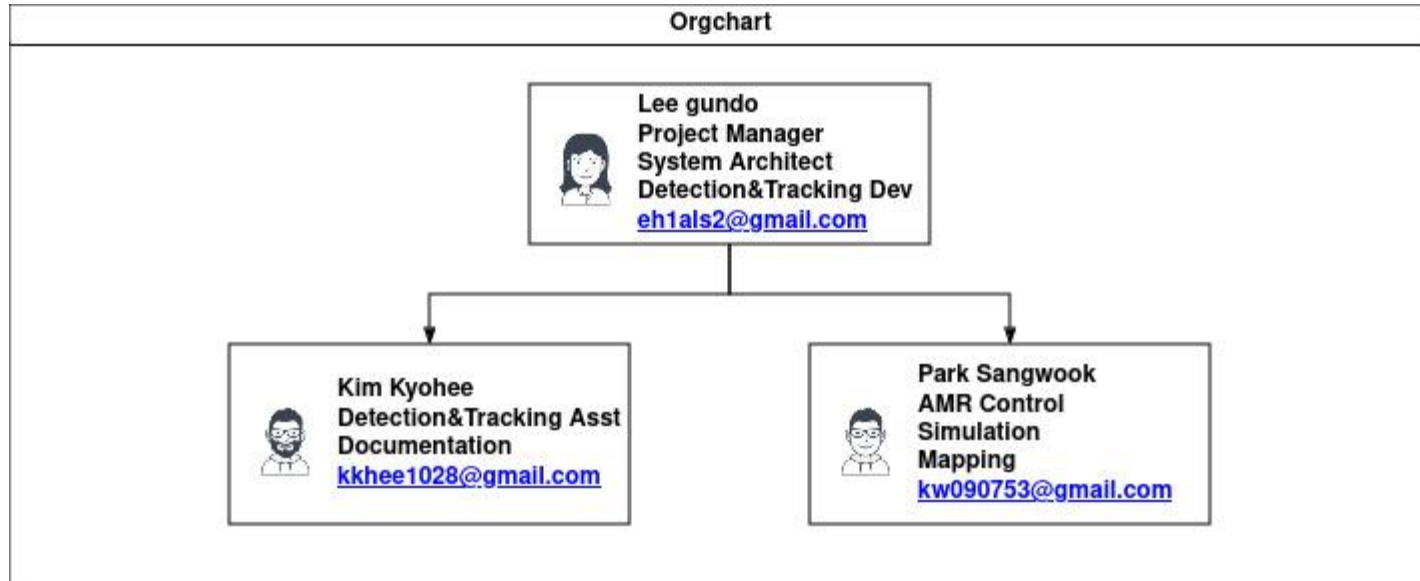 Orgchart
Lee gundo
Project Manager
System Architect
Detection&Tracking Dev
eh1als2@gmail.com
Kim Kyohee
Detection&Tracking Asst
Documentation
kkhee1028@gmail.com
Park Sangwook
AMR Control
Simulation
Mapping
kw090753@gmail.com